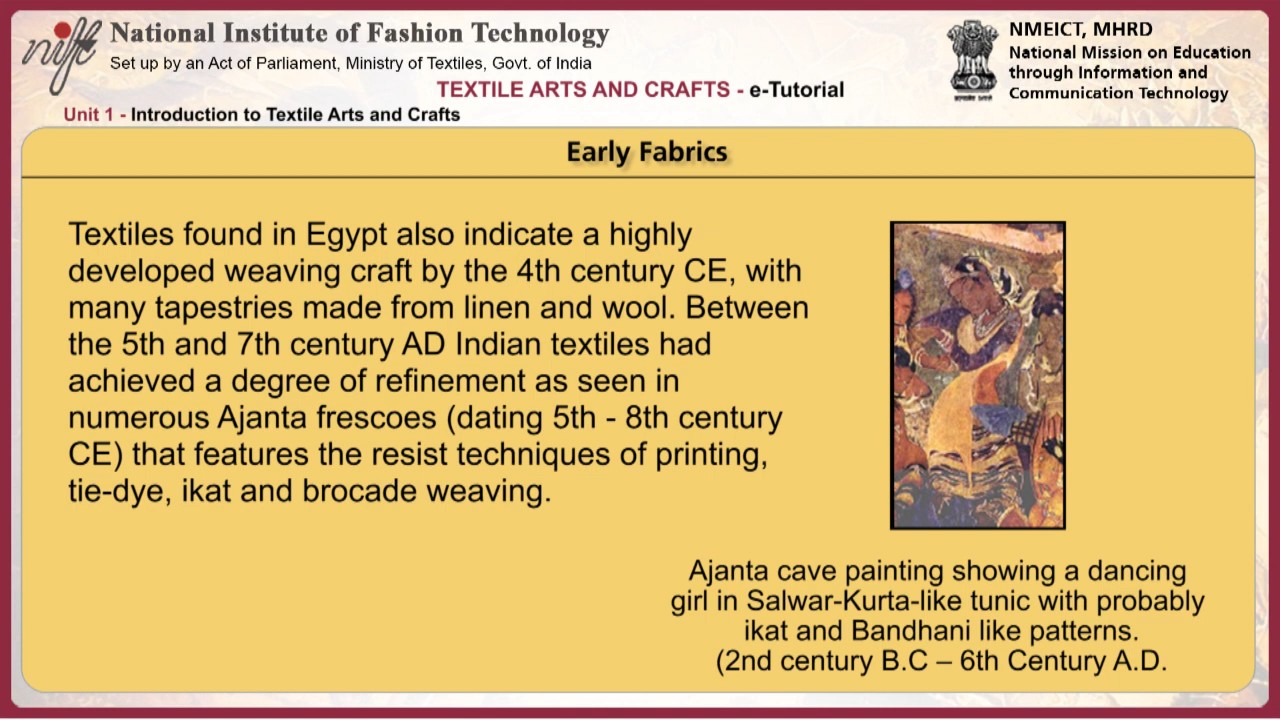 nift
National Institute of Fashion Technology
Set up by an Act of Parliament, Ministry of Textiles, Govt. of India
NMEICT, MHRD
National Mission on Education
through Information and
Communication Technology
TEXTILE ARTS AND CRAFTS - e-Tutorial
Unit 1 - Introduction to Textile Arts and Crafts
Early Fabrics
Textiles found in Egypt also indicate a highly
developed weaving craft by the 4th century CE, with
many tapestries made from linen and wool. Between
the 5th and 7th century AD Indian textiles had
achieved a degree of refinement as seen in
numerous Ajanta frescoes (dating 5th - 8th century
CE) that features the resist techniques of printing,
tie-dye, ikat and brocade weaving.
Ajanta cave painting showing a dancing
girl in Salwar-Kurta-like tunic with probably
ikat and Bandhani like patterns.
(2nd century B.C – 6th Century A.D.